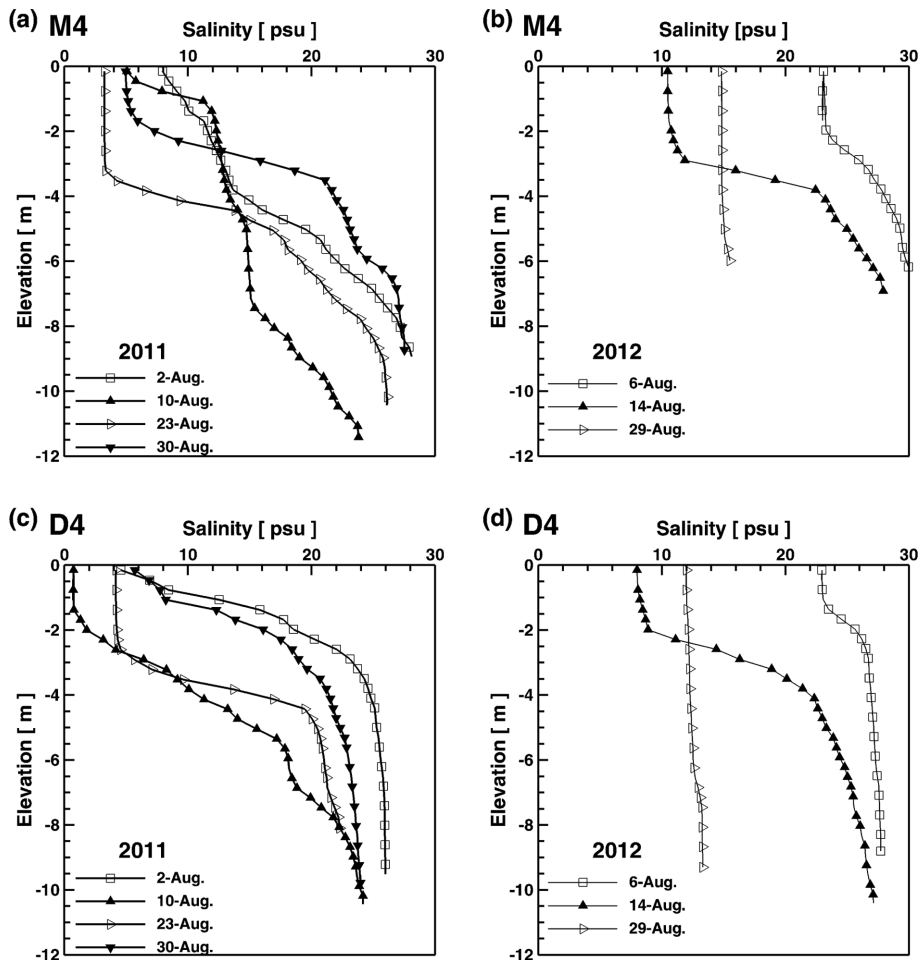 (a) M4
Salinity [ psu ]
0 10 20 30
0
-2
-4
-6
-8
-10
-12
Elevation [ m ]
2011
2-Aug.
10-Aug.
23-Aug.
30-Aug.
(b) M4
Salinity [psu]
0 10 20 30
0
-2
-4
-6
-8
-10
-12
Elevation [ m ]
2012
6-Aug.
14-Aug.
29-Aug.
(c) D4
Salinity [ psu ]
0 10 20 30
0
-2
-4
-6
-8
-10
-12
Elevation [ m ]
2011
2-Aug.
10-Aug.
23-Aug.
30-Aug.
(d) D4
Salinity [ psu ]
0 10 20 30
0
-2
-4
-6
-8
-10
-12
Elevation [ m ]
2012
6-Aug.
14-Aug.
29-Aug.